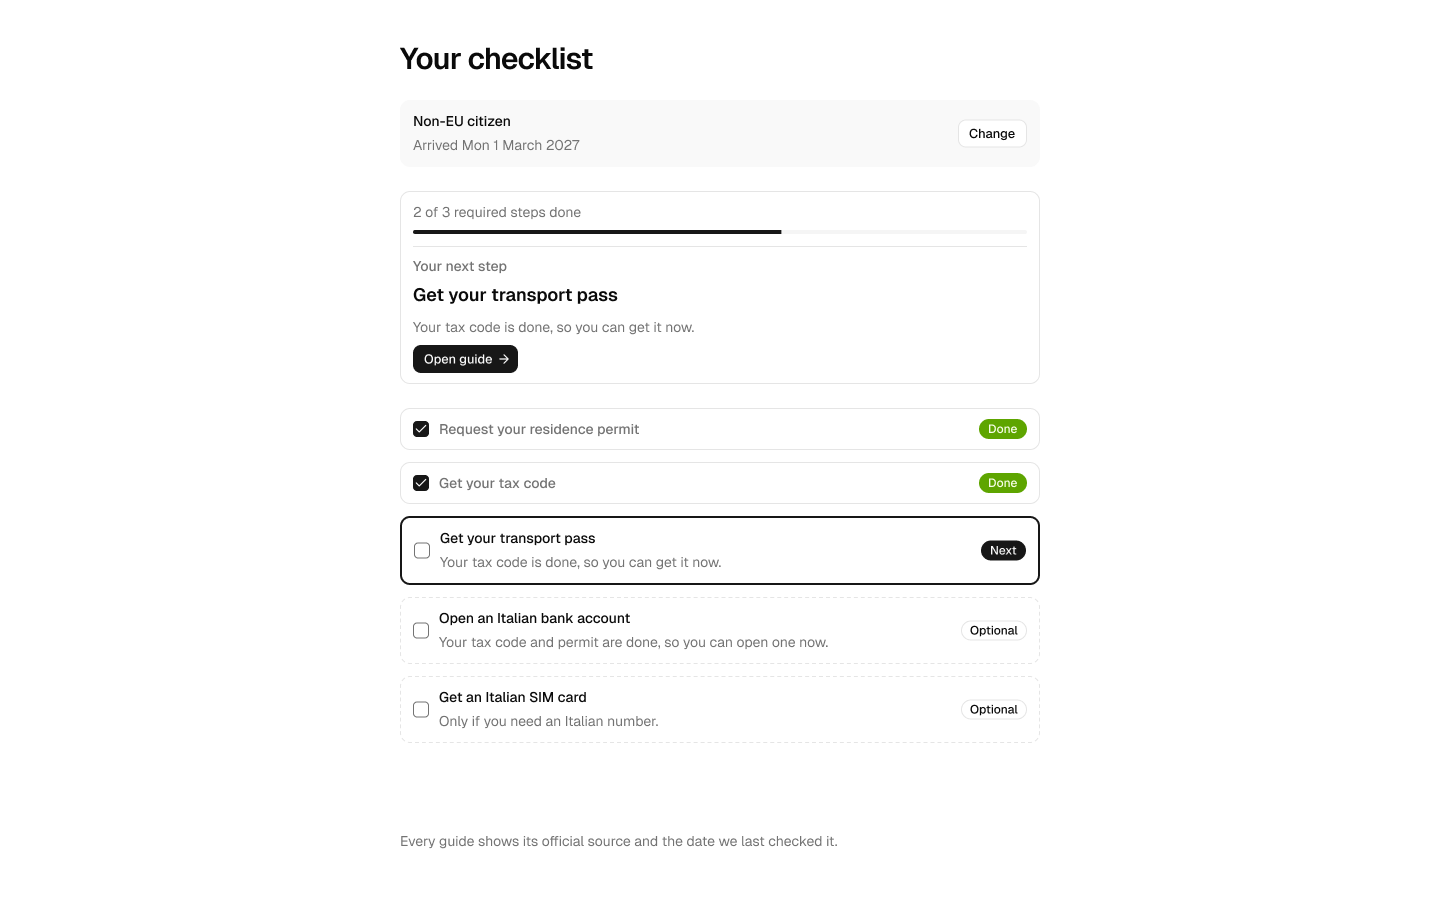 Your checklist
Non-EU citizen
Arrived Mon 1 March 2027
Change
2 of 3 required steps done
Your next step
Get your transport pass
Your tax code is done, so you can get it now.
Open guide →
Request your residence permit
Done
Get your tax code
Done
Get your transport pass
Your tax code is done, so you can get it now.
Next
Open an Italian bank account
Your tax code and permit are done, so you can open one now.
Optional
Get an Italian SIM card
Only if you need an Italian number.
Optional
Every guide shows its official source and the date we last checked it.